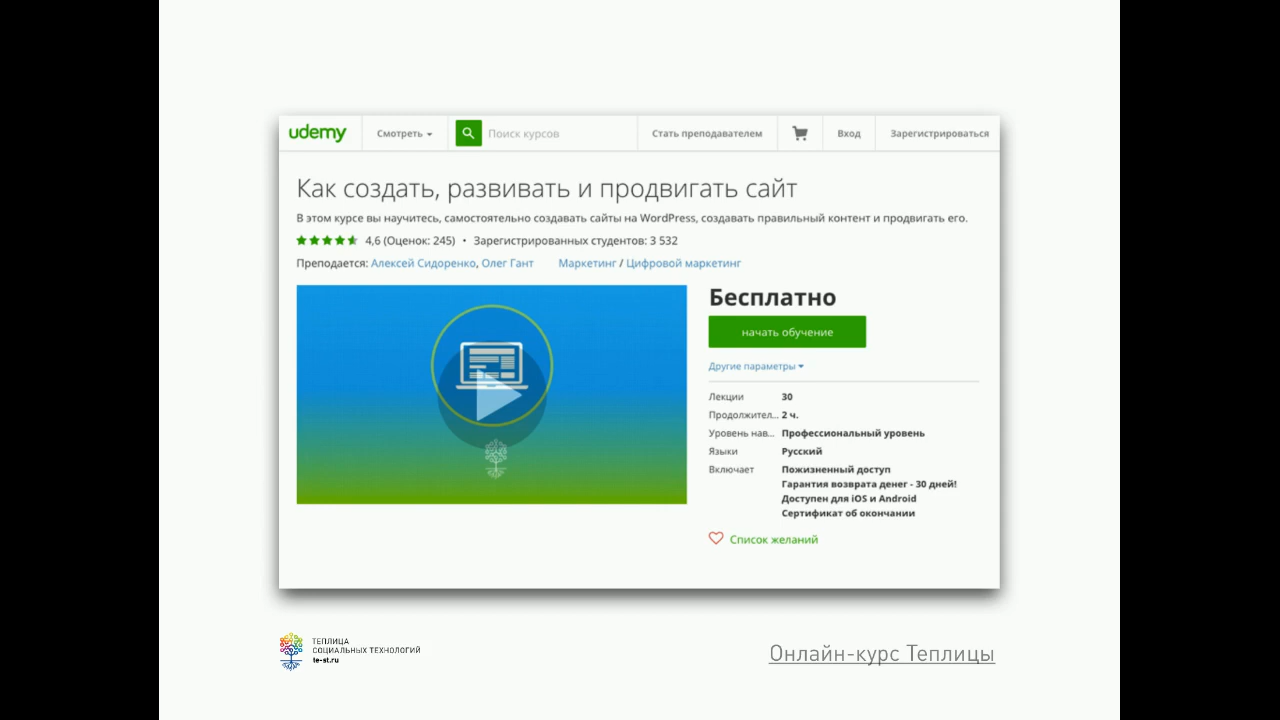 udemy Смотреть Поиск курсов Стать преподавателем Вход Зарегистрироваться
Как создать, развивать и продвигать сайт
В этом курсе вы научитесь, самостоятельно создавать сайты на WordPress, создавать правильный контент и продвигать его.
4,6 (Оценок: 245) • Зарегистрированных студентов: 3 532
Преподается: Алексей Сидоренко, Олег Гант Маркетинг / Цифровой маркетинг
Бесплатно
начать обучение
Другие параметры
Лекции 30
Продолжител... 2 ч.
Уровень нав... Профессиональный уровень
Языки Русский
Включает Пожизненный доступ
Гарантия возврата денег - 30 дней!
Доступен для iOS и Android
Сертификат об окончании
Список желаний
ТЕПЛИЦА
СОЦИАЛЬНЫХ ТЕХНОЛОГИЙ
te-st.ru
Онлайн-курс Теплицы